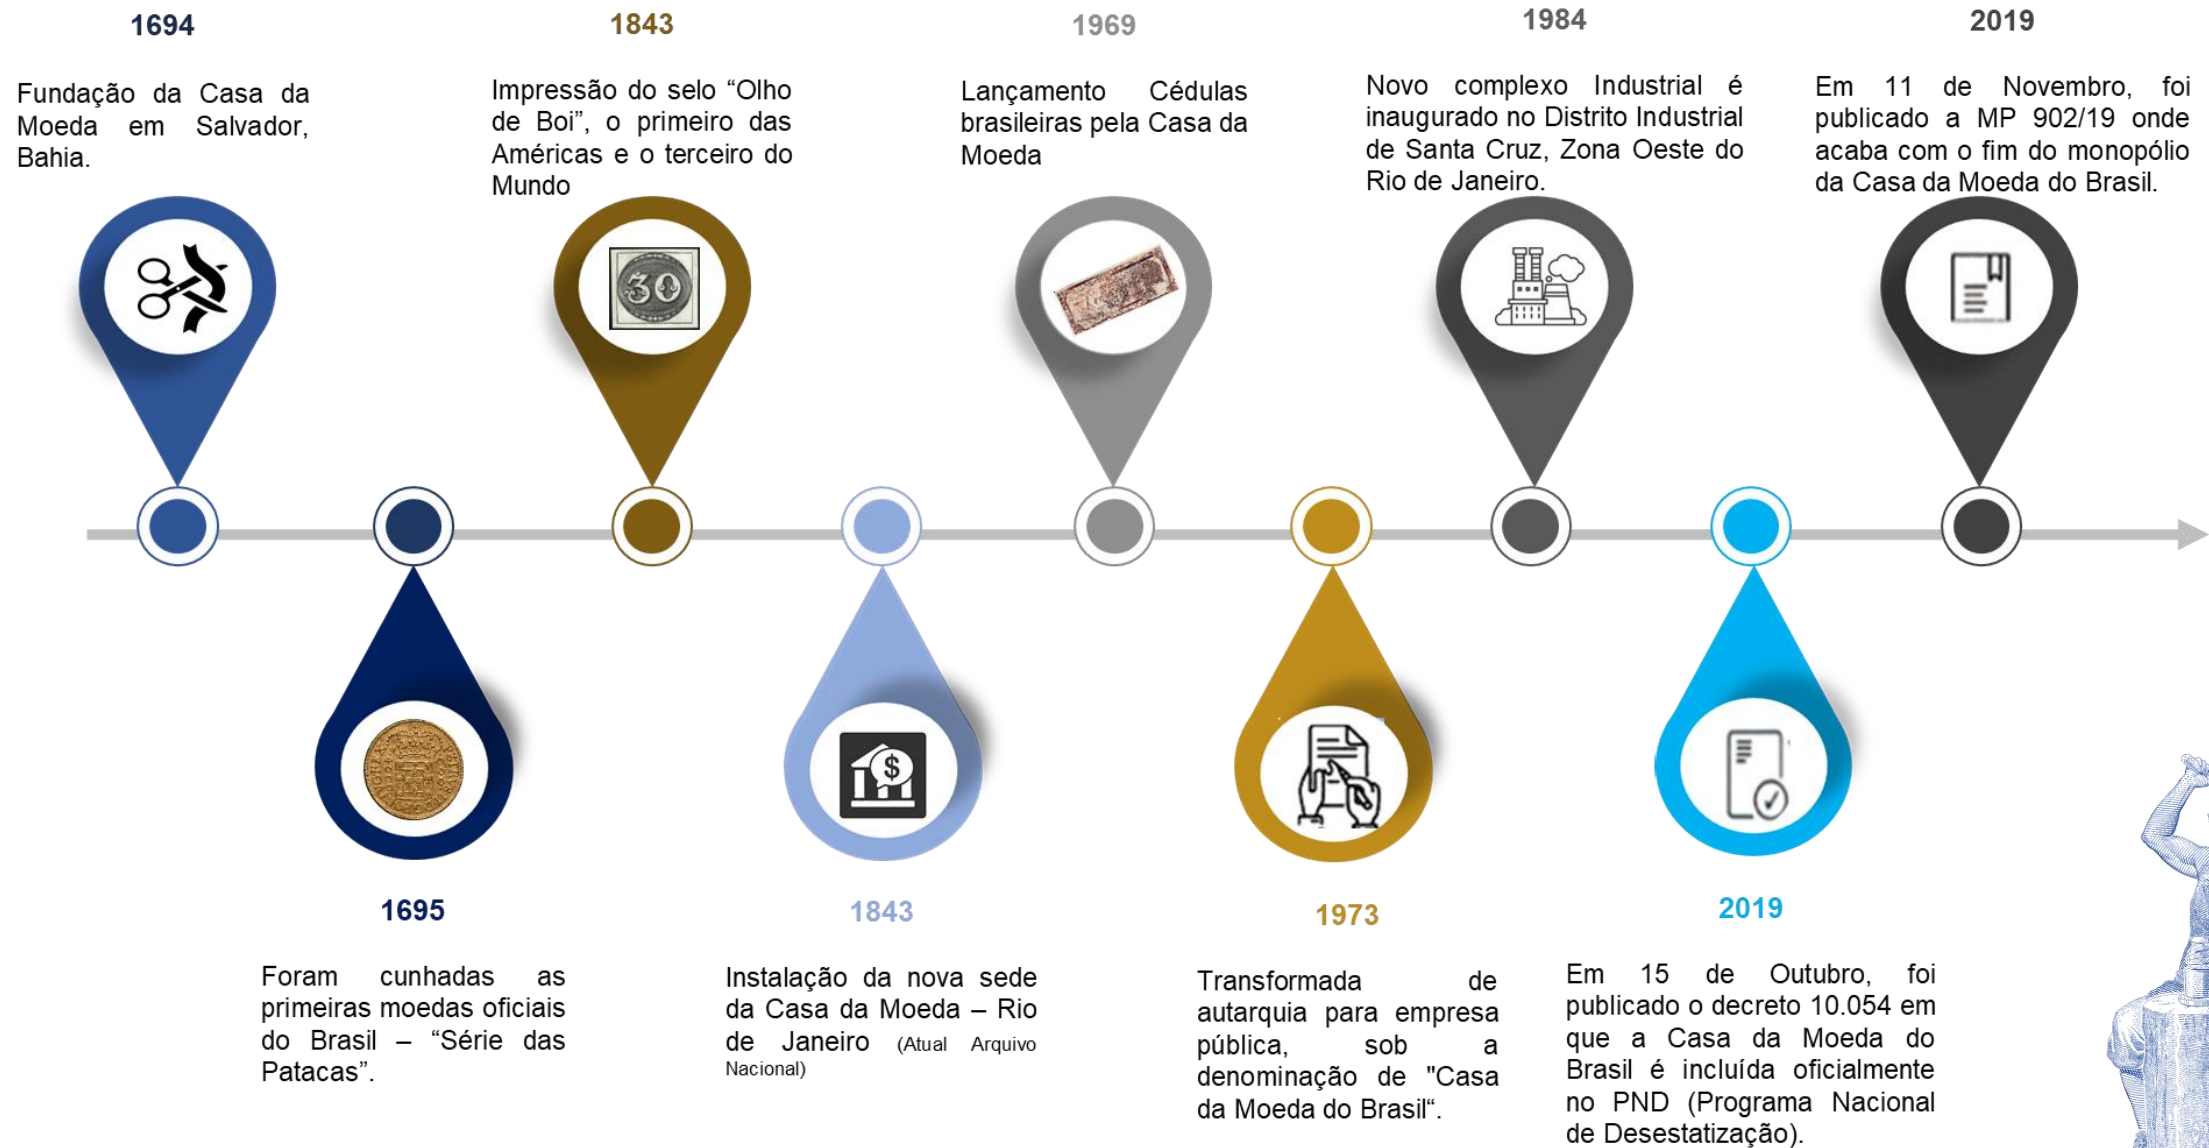 1694
Fundação da Casa da
Moeda em Salvador,
Bahia.
1843
Impressão do selo “Olho
de Boi”, o primeiro das
Américas e o terceiro do
Mundo
1969
Lançamento Cédulas
brasileiras pela Casa da
Moeda
1984
Novo complexo Industrial é
inaugurado no Distrito Industrial
de Santa Cruz, Zona Oeste do
Rio de Janeiro.
2019
Em 11 de Novembro, foi
publicado a MP 902/19 onde
acaba com o fim do monopólio
da Casa da Moeda do Brasil.
30
$
1695
Foram cunhadas as
primeiras moedas oficiais
do Brasil – “Série das
Patacas”.
1843
Instalação da nova sede
da Casa da Moeda – Rio
de Janeiro (Atual Arquivo
Nacional)
1973
Transformada de
autarquia para empresa
pública, sob a
denominação de "Casa
da Moeda do Brasil“.
2019
Em 15 de Outubro, foi
publicado o decreto 10.054 em
que a Casa da Moeda do
Brasil é incluída oficialmente
no PND (Programa Nacional
de Desestatização).